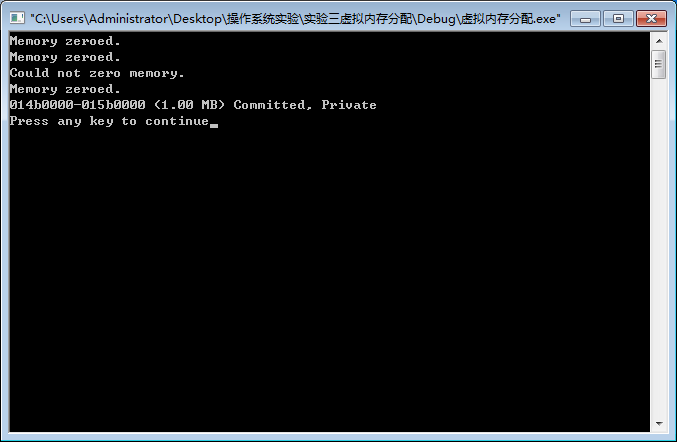 "C:\Users\Administrator\Desktop\操作系统实验\实验三虚拟内存分配\Debug\虚拟内存分配.exe"
Memory zeroed.
Memory zeroed.
Could not zero memory.
Memory zeroed.
014b0000-015b0000 (1.00 MB) Committed, Private
Press any key to continue